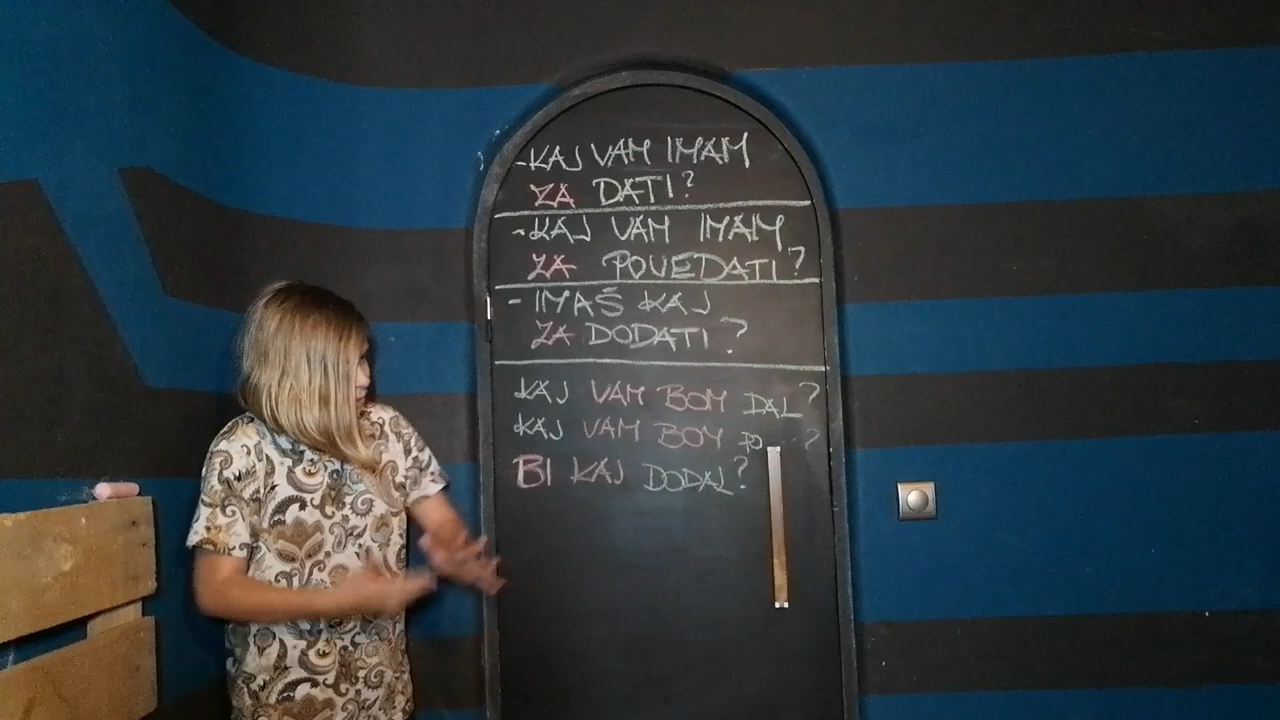 - KAJ VAM IMAM
ZA DATI?
- KAJ VAM IMAM
ZA POVEDATI?
- IMAŠ KAJ
ZA DODATI?
KAJ VAM BOM DAL?
KAJ VAM BOM PO...?
BI KAJ DODAL?